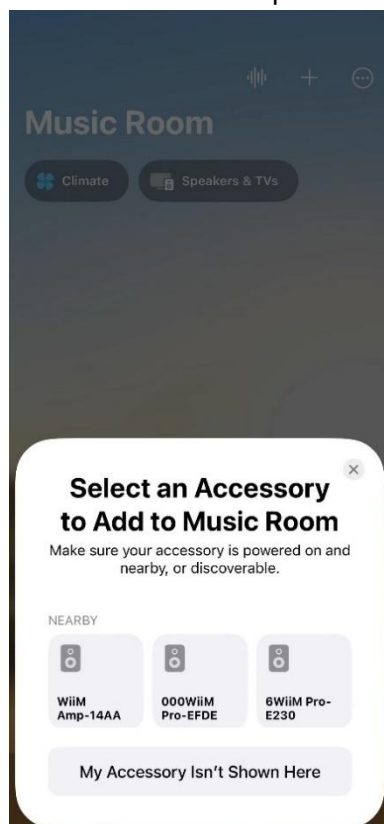 Music Room
Climate
Speakers & TVs
Select an Accessory
to Add to Music Room
Make sure your accessory is powered on and
nearby, or discoverable.
NEARBY
WiiM
Amp-14AA
000WiiM
Pro-EFDE
6WiiM Pro-
E230
My Accessory Isn't Shown Here